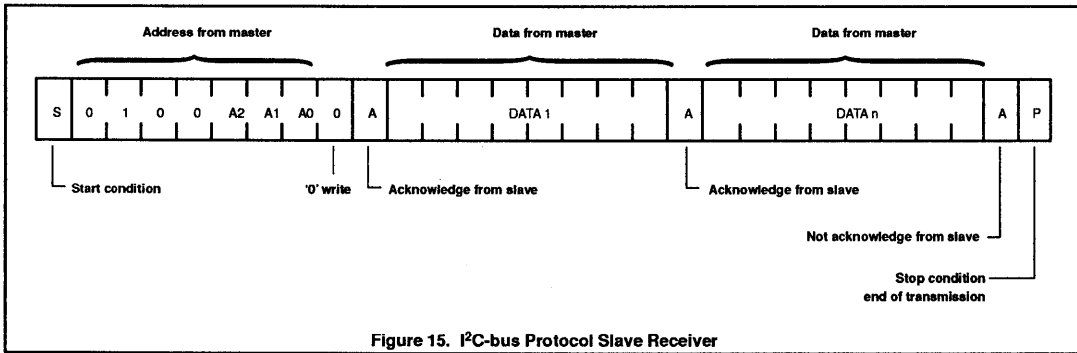 Address from master Data from master Data from master
S 0 1 0 0 A2 A1 A0 0 A DATA 1 A DATA n A P
Start condition '0' write Acknowledge from slave Acknowledge from slave
Not acknowledge from slave
Stop condition
end of transmission
Figure 15. I²C-bus Protocol Slave Receiver